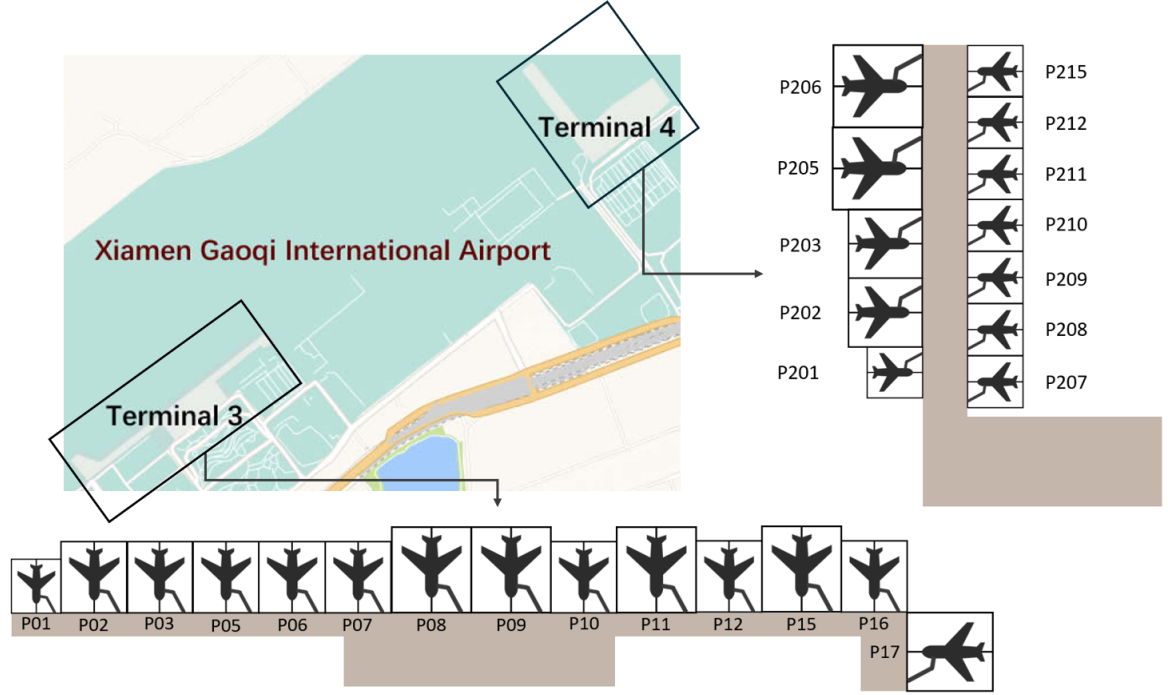 Terminal 4
Xiamen Gaoqi International Airport
Terminal 3
P206
P205
P203
P202
P201
P215
P212
P211
P210
P209
P208
P207
P01 P02 P03 P05 P06 P07 P08 P09 P10 P11 P12 P15 P16
P17